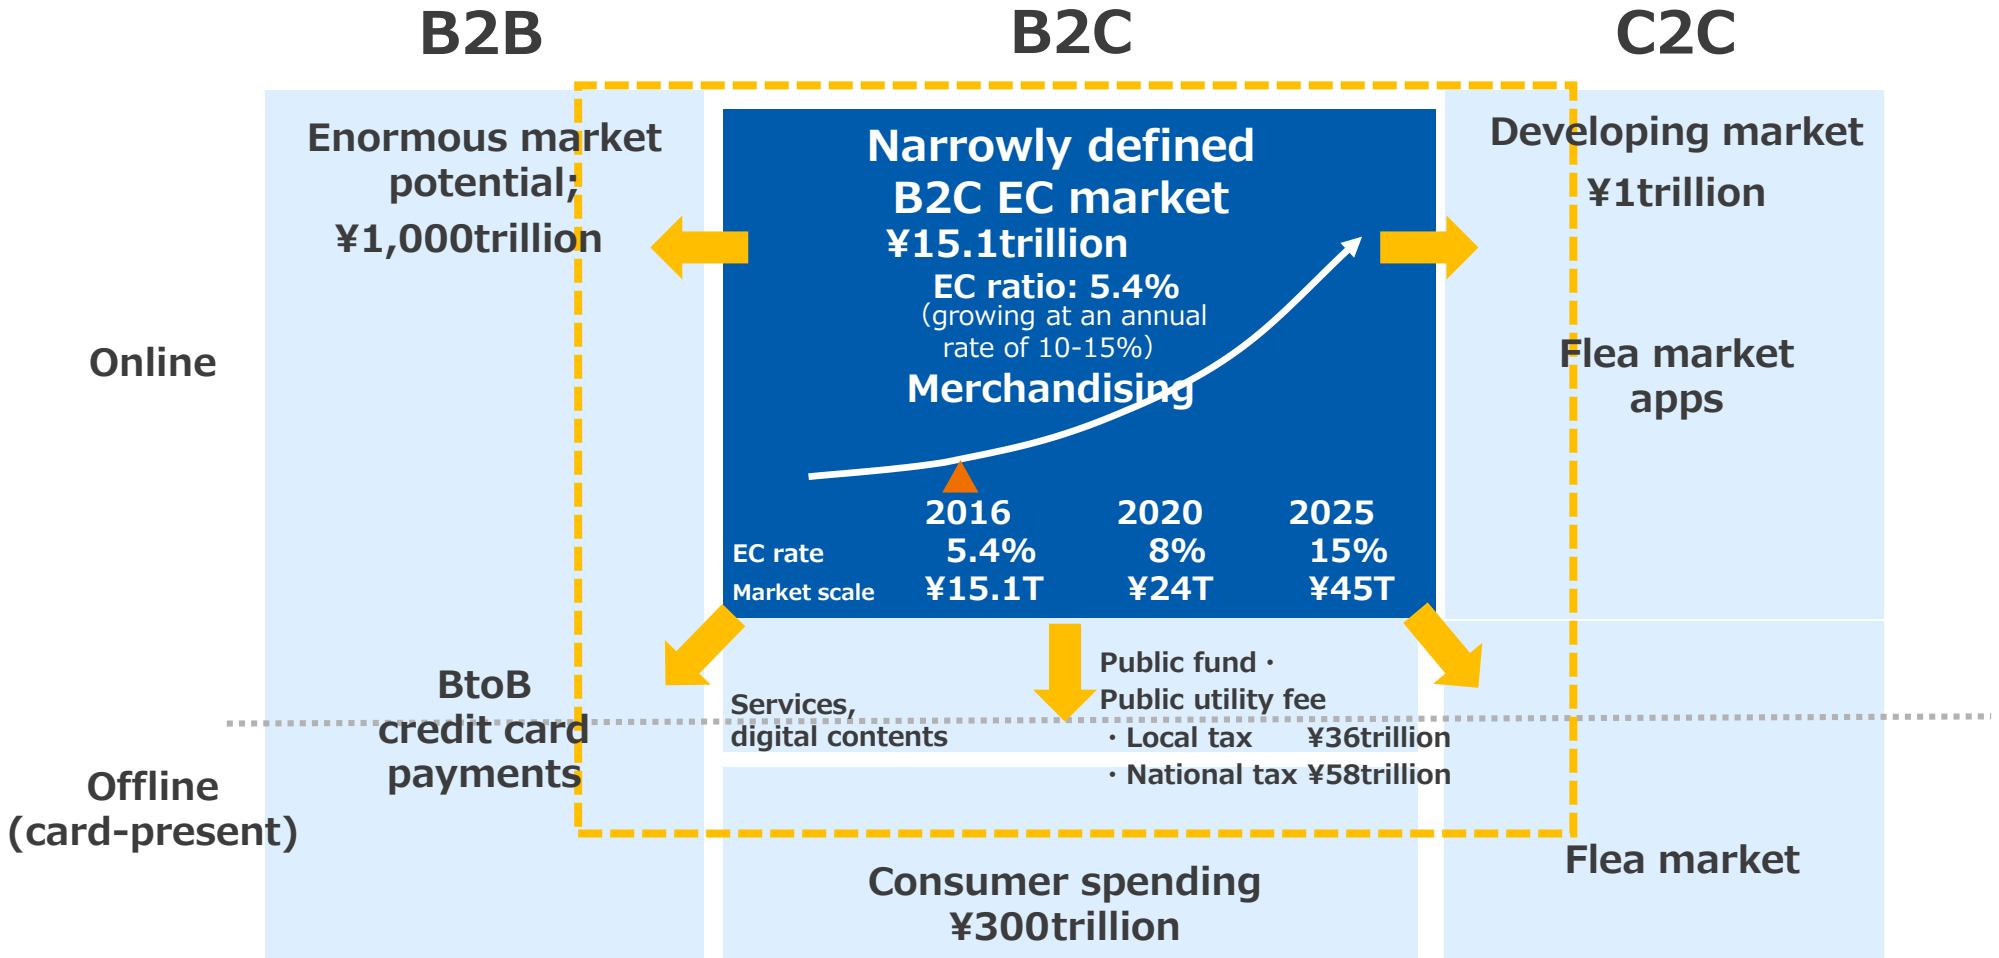 B2B
B2C
C2C
Online
Offline
(card-present)
Enormous market
potential;
¥1,000trillion
BtoB
credit card
payments
Narrowly defined
B2C EC market
¥15.1trillion
EC ratio: 5.4%
（growing at an annual
rate of 10-15%）
Merchandising
2016 2020 2025
EC rate 5.4% 8% 15%
Market scale ¥15.1T ¥24T ¥45T
Services,
digital contents
Public fund・
Public utility fee
・Local tax ¥36trillion
・National tax ¥58trillion
Consumer spending
¥300trillion
Developing market
¥1trillion
Flea market
apps
Flea market